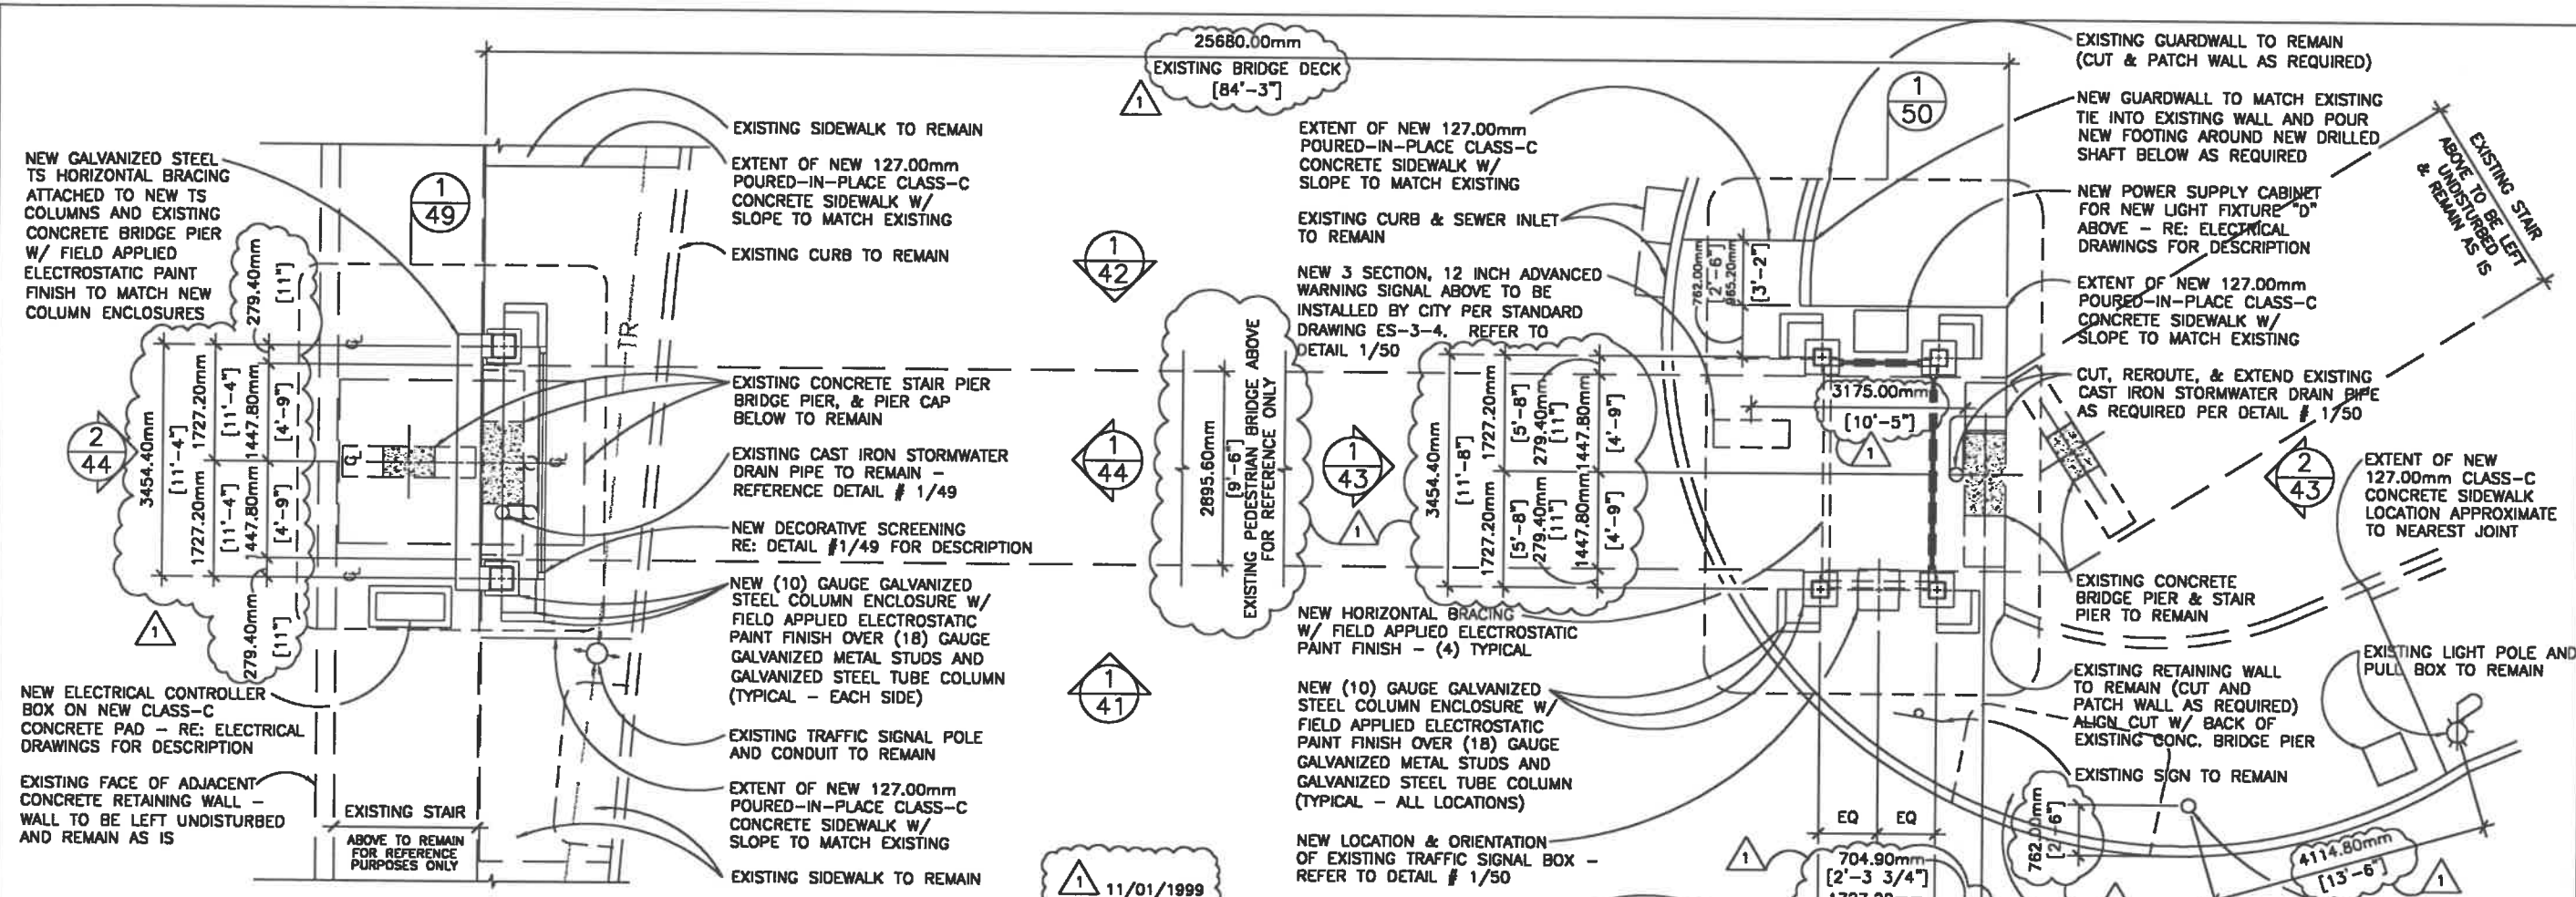 25680.00mm
EXISTING BRIDGE DECK
[84'-3"]
1
NEW GALVANIZED STEEL
TS HORIZONTAL BRACING
ATTACHED TO NEW TS
COLUMNS AND EXISTING
CONCRETE BRIDGE PIER
W/ FIELD APPLIED
ELECTROSTATIC PAINT
FINISH TO MATCH NEW
COLUMN ENCLOSURES
1
49
279.40mm
[11"]
3454.40mm
[11'-4"]
1727.20mm 1727.20mm
[11'-4"] [11'-4"]
1447.80mm 1447.80mm
[4'-9"] [4'-9"]
279.40mm
[11"]
2
44
1
NEW ELECTRICAL CONTROLLER
BOX ON NEW CLASS-C
CONCRETE PAD - RE: ELECTRICAL
DRAWINGS FOR DESCRIPTION
EXISTING FACE OF ADJACENT
CONCRETE RETAINING WALL -
WALL TO BE LEFT UNDISTURBED
AND REMAIN AS IS
EXISTING STAIR
ABOVE TO REMAIN
FOR REFERENCE
PURPOSES ONLY
TR
EXISTING SIDEWALK TO REMAIN
EXTENT OF NEW 127.00mm
POURED-IN-PLACE CLASS-C
CONCRETE SIDEWALK W/
SLOPE TO MATCH EXISTING
EXISTING CURB TO REMAIN
EXISTING CONCRETE STAIR PIER
BRIDGE PIER, & PIER CAP
BELOW TO REMAIN
EXISTING CAST IRON STORMWATER
DRAIN PIPE TO REMAIN -
REFERENCE DETAIL # 1/49
NEW DECORATIVE SCREENING
RE: DETAIL #1/49 FOR DESCRIPTION
NEW (10) GAUGE GALVANIZED
STEEL COLUMN ENCLOSURE W/
FIELD APPLIED ELECTROSTATIC
PAINT FINISH OVER (18) GAUGE
GALVANIZED METAL STUDS AND
GALVANIZED STEEL TUBE COLUMN
(TYPICAL - EACH SIDE)
EXISTING TRAFFIC SIGNAL POLE
AND CONDUIT TO REMAIN
EXTENT OF NEW 127.00mm
POURED-IN-PLACE CLASS-C
CONCRETE SIDEWALK W/
SLOPE TO MATCH EXISTING
EXISTING SIDEWALK TO REMAIN
1
42
1
44
1
41
1 11/01/1999
2895.60mm
[9'-6"]
EXISTING PEDESTRIAN BRIDGE ABOVE
FOR REFERENCE ONLY
1
43
1
EXTENT OF NEW 127.00mm
POURED-IN-PLACE CLASS-C
CONCRETE SIDEWALK W/
SLOPE TO MATCH EXISTING
EXISTING CURB & SEWER INLET
TO REMAIN
NEW 3 SECTION, 12 INCH ADVANCED
WARNING SIGNAL ABOVE TO BE
INSTALLED BY CITY PER STANDARD
DRAWING ES-3-4. REFER TO
DETAIL 1/50
3454.40mm
[11'-8"]
1727.20mm 1727.20mm
[5'-8"] [5'-8"]
279.40mm 279.40mm
[11"] [11"]
1447.80mm 1447.80mm
[4'-9"] [4'-9"]
NEW HORIZONTAL BRACING
W/ FIELD APPLIED ELECTROSTATIC
PAINT FINISH - (4) TYPICAL
NEW (10) GAUGE GALVANIZED
STEEL COLUMN ENCLOSURE W/
FIELD APPLIED ELECTROSTATIC
PAINT FINISH OVER (18) GAUGE
GALVANIZED METAL STUDS AND
GALVANIZED STEEL TUBE COLUMN
(TYPICAL - ALL LOCATIONS)
NEW LOCATION & ORIENTATION
OF EXISTING TRAFFIC SIGNAL BOX -
REFER TO DETAIL # 1/50
1
50
762.00mm
[2'-6"]
965.20mm
[3'-2"]
3175.00mm
[10'-5"]
1
EQ EQ
1
704.90mm
[2'-3 3/4"]
762.00mm
[2'-6"]
4114.80mm
[13'-6"]
1
EXISTING GUARDWALL TO REMAIN
(CUT & PATCH WALL AS REQUIRED)
NEW GUARDWALL TO MATCH EXISTING
TIE INTO EXISTING WALL AND POUR
NEW FOOTING AROUND NEW DRILLED
SHAFT BELOW AS REQUIRED
NEW POWER SUPPLY CABINET
FOR NEW LIGHT FIXTURE "D"
ABOVE - RE: ELECTRICAL
DRAWINGS FOR DESCRIPTION
EXTENT OF NEW 127.00mm
POURED-IN-PLACE CLASS-C
CONCRETE SIDEWALK W/
SLOPE TO MATCH EXISTING
CUT, REROUTE, & EXTEND EXISTING
CAST IRON STORMWATER DRAIN PIPE
AS REQUIRED PER DETAIL # 1/50
EXISTING STAIR
ABOVE TO BE LEFT
UNDISTURBED
& REMAIN AS IS
2
43
EXTENT OF NEW
127.00mm CLASS-C
CONCRETE SIDEWALK
LOCATION APPROXIMATE
TO NEAREST JOINT
EXISTING CONCRETE
BRIDGE PIER & STAIR
PIER TO REMAIN
EXISTING LIGHT POLE AND
PULL BOX TO REMAIN
EXISTING RETAINING WALL
TO REMAIN (CUT AND
PATCH WALL AS REQUIRED)
ALIGN CUT W/ BACK OF
EXISTING CONC. BRIDGE PIER
EXISTING SIGN TO REMAIN